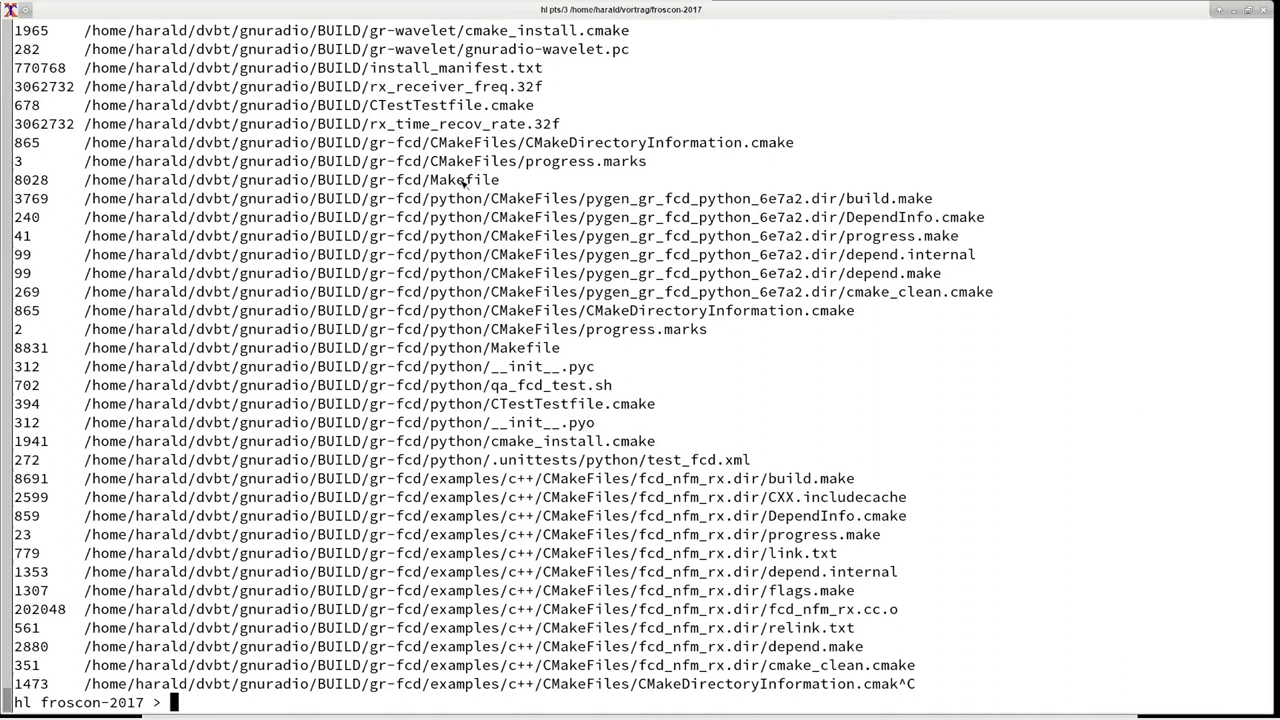 hl pts/3 /home/harald/vortrag/froscon-2017
1965 /home/harald/dvbt/gnuradio/BUILD/gr-wavelet/cmake_install.cmake
282 /home/harald/dvbt/gnuradio/BUILD/gr-wavelet/gnuradio-wavelet.pc
770768 /home/harald/dvbt/gnuradio/BUILD/install_manifest.txt
3062732 /home/harald/dvbt/gnuradio/BUILD/rx_receiver_freq.32f
678 /home/harald/dvbt/gnuradio/BUILD/CTestTestfile.cmake
3062732 /home/harald/dvbt/gnuradio/BUILD/rx_time_recov_rate.32f
865 /home/harald/dvbt/gnuradio/BUILD/gr-fcd/CMakeFiles/CMakeDirectoryInformation.cmake
3 /home/harald/dvbt/gnuradio/BUILD/gr-fcd/CMakeFiles/progress.marks
8028 /home/harald/dvbt/gnuradio/BUILD/gr-fcd/Makefile
3769 /home/harald/dvbt/gnuradio/BUILD/gr-fcd/python/CMakeFiles/pygen_gr_fcd_python_6e7a2.dir/build.make
240 /home/harald/dvbt/gnuradio/BUILD/gr-fcd/python/CMakeFiles/pygen_gr_fcd_python_6e7a2.dir/DependInfo.cmake
41 /home/harald/dvbt/gnuradio/BUILD/gr-fcd/python/CMakeFiles/pygen_gr_fcd_python_6e7a2.dir/progress.make
99 /home/harald/dvbt/gnuradio/BUILD/gr-fcd/python/CMakeFiles/pygen_gr_fcd_python_6e7a2.dir/depend.internal
99 /home/harald/dvbt/gnuradio/BUILD/gr-fcd/python/CMakeFiles/pygen_gr_fcd_python_6e7a2.dir/depend.make
269 /home/harald/dvbt/gnuradio/BUILD/gr-fcd/python/CMakeFiles/pygen_gr_fcd_python_6e7a2.dir/cmake_clean.cmake
865 /home/harald/dvbt/gnuradio/BUILD/gr-fcd/python/CMakeFiles/CMakeDirectoryInformation.cmake
2 /home/harald/dvbt/gnuradio/BUILD/gr-fcd/python/CMakeFiles/progress.marks
8831 /home/harald/dvbt/gnuradio/BUILD/gr-fcd/python/Makefile
312 /home/harald/dvbt/gnuradio/BUILD/gr-fcd/python/__init__.pyc
702 /home/harald/dvbt/gnuradio/BUILD/gr-fcd/python/qa_fcd_test.sh
394 /home/harald/dvbt/gnuradio/BUILD/gr-fcd/python/CTestTestfile.cmake
312 /home/harald/dvbt/gnuradio/BUILD/gr-fcd/python/__init__.pyo
1941 /home/harald/dvbt/gnuradio/BUILD/gr-fcd/python/cmake_install.cmake
272 /home/harald/dvbt/gnuradio/BUILD/gr-fcd/python/.unittests/python/test_fcd.xml
8691 /home/harald/dvbt/gnuradio/BUILD/gr-fcd/examples/c++/CMakeFiles/fcd_nfm_rx.dir/build.make
2599 /home/harald/dvbt/gnuradio/BUILD/gr-fcd/examples/c++/CMakeFiles/fcd_nfm_rx.dir/CXX.includecache
859 /home/harald/dvbt/gnuradio/BUILD/gr-fcd/examples/c++/CMakeFiles/fcd_nfm_rx.dir/DependInfo.cmake
23 /home/harald/dvbt/gnuradio/BUILD/gr-fcd/examples/c++/CMakeFiles/fcd_nfm_rx.dir/progress.make
779 /home/harald/dvbt/gnuradio/BUILD/gr-fcd/examples/c++/CMakeFiles/fcd_nfm_rx.dir/link.txt
1353 /home/harald/dvbt/gnuradio/BUILD/gr-fcd/examples/c++/CMakeFiles/fcd_nfm_rx.dir/depend.internal
1307 /home/harald/dvbt/gnuradio/BUILD/gr-fcd/examples/c++/CMakeFiles/fcd_nfm_rx.dir/flags.make
202048 /home/harald/dvbt/gnuradio/BUILD/gr-fcd/examples/c++/CMakeFiles/fcd_nfm_rx.dir/fcd_nfm_rx.cc.o
561 /home/harald/dvbt/gnuradio/BUILD/gr-fcd/examples/c++/CMakeFiles/fcd_nfm_rx.dir/relink.txt
2880 /home/harald/dvbt/gnuradio/BUILD/gr-fcd/examples/c++/CMakeFiles/fcd_nfm_rx.dir/depend.make
351 /home/harald/dvbt/gnuradio/BUILD/gr-fcd/examples/c++/CMakeFiles/fcd_nfm_rx.dir/cmake_clean.cmake
1473 /home/harald/dvbt/gnuradio/BUILD/gr-fcd/examples/c++/CMakeFiles/CMakeDirectoryInformation.cmak^C
hl froscon-2017 >